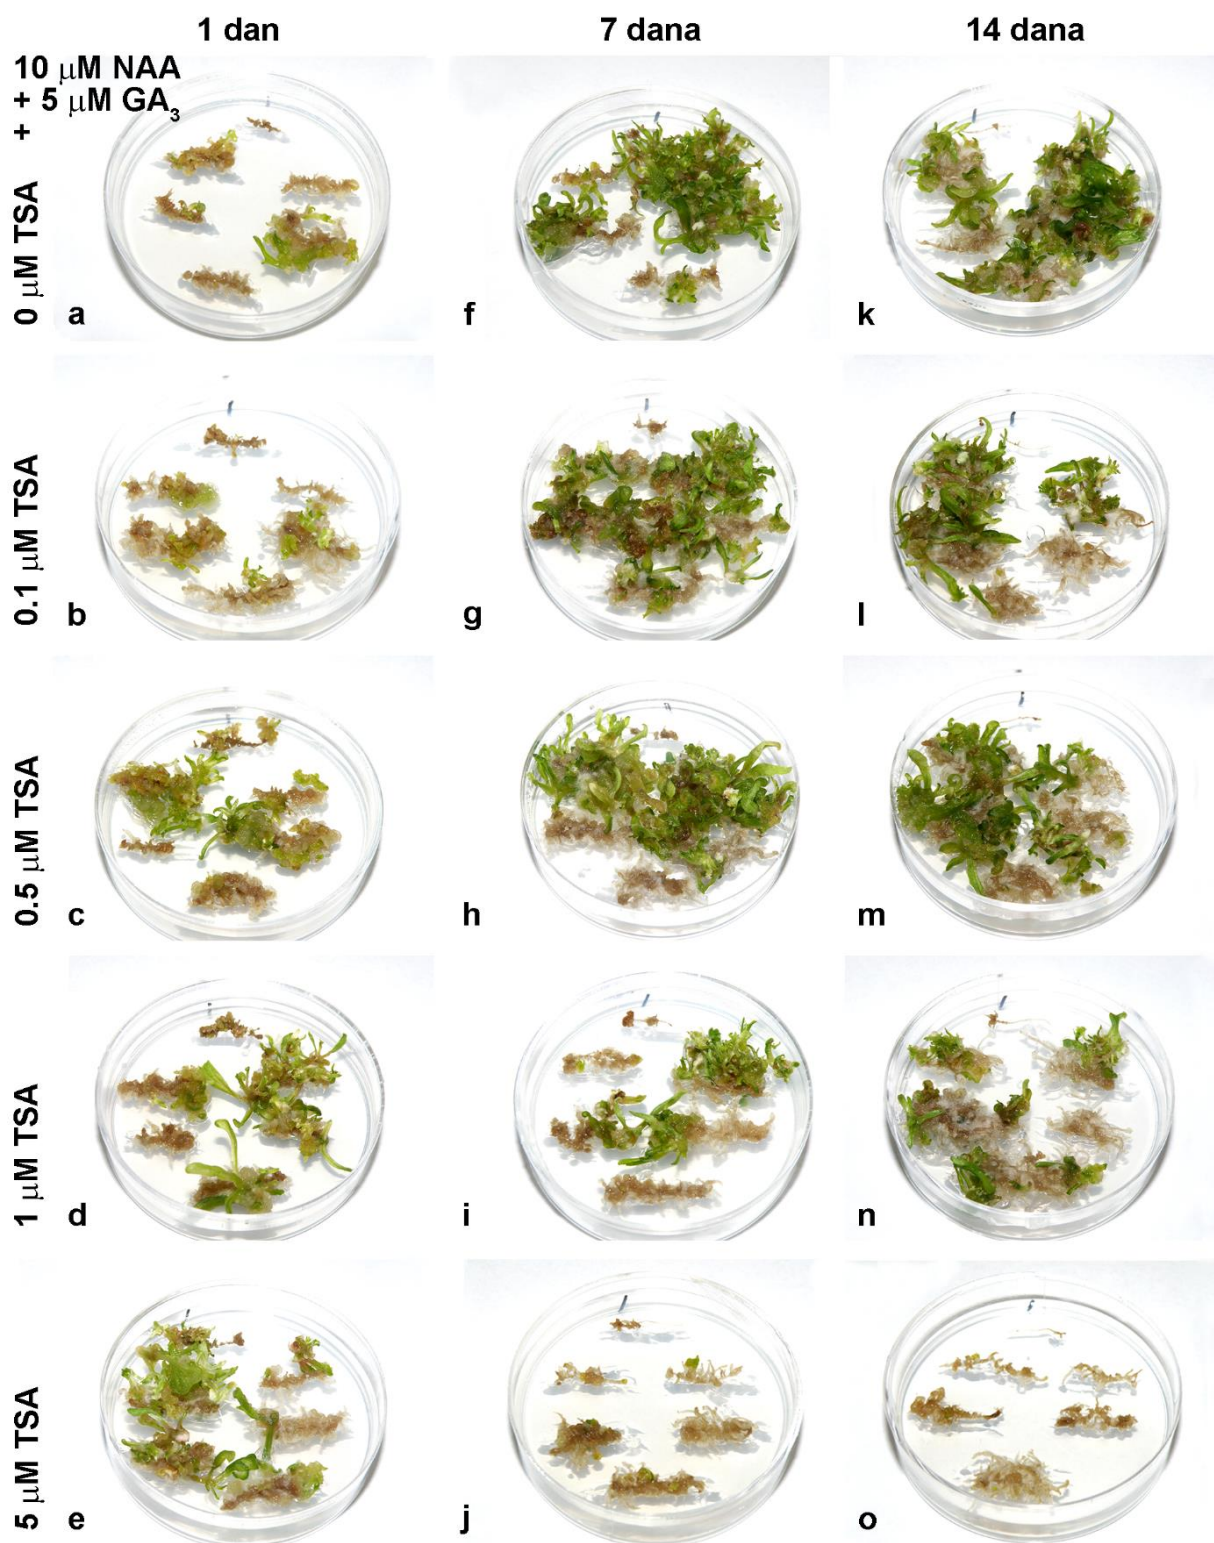 1 dan
7 dana
14 dana
10 µM NAA
+ 5 µM GA₃
+
0 µM TSA
a
f
k
0.1 µM TSA
b
g
l
0.5 µM TSA
c
h
m
1 µM TSA
d
i
n
5 µM TSA
e
j
o